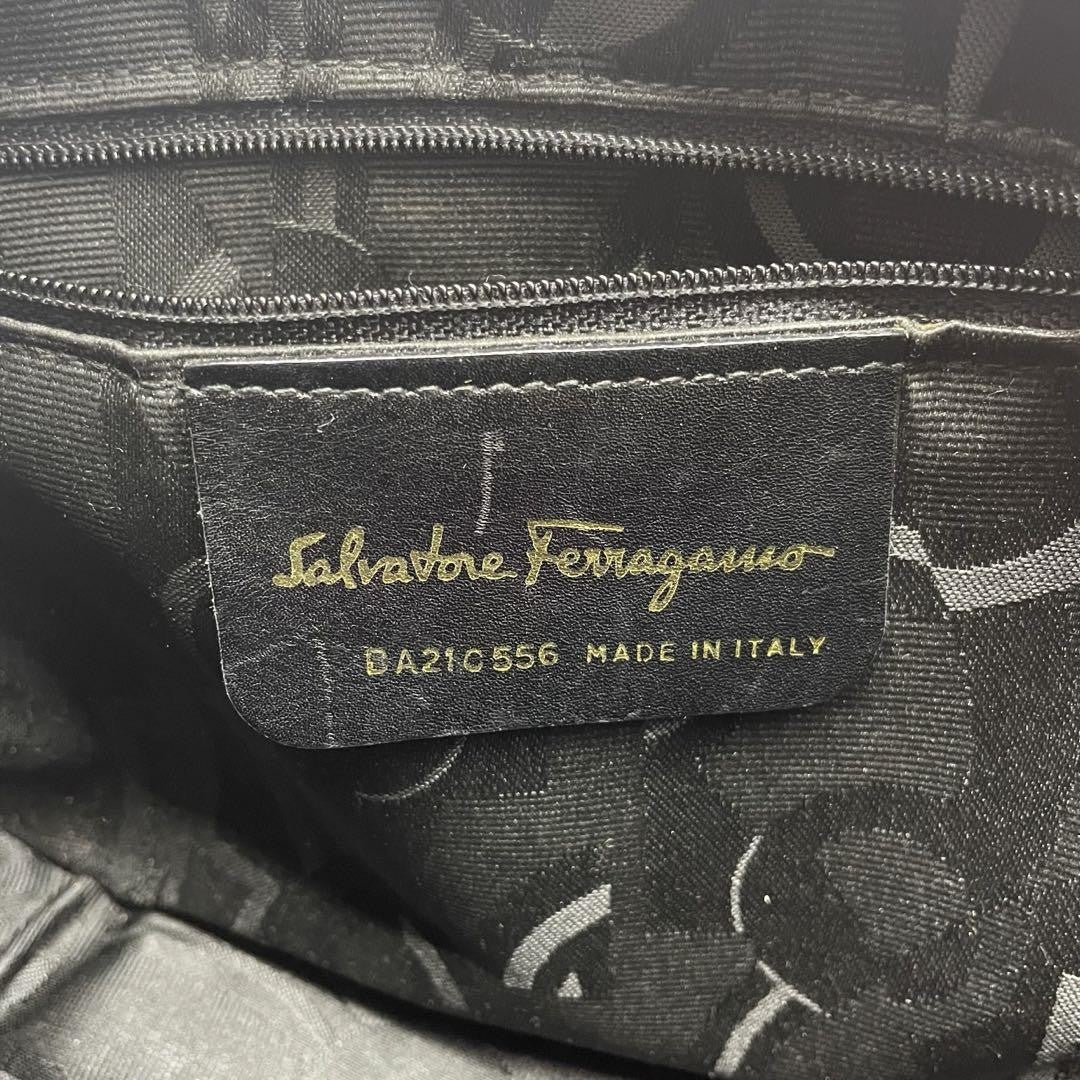 Salvatore Ferragamo
BA21C556 MADE IN ITALY